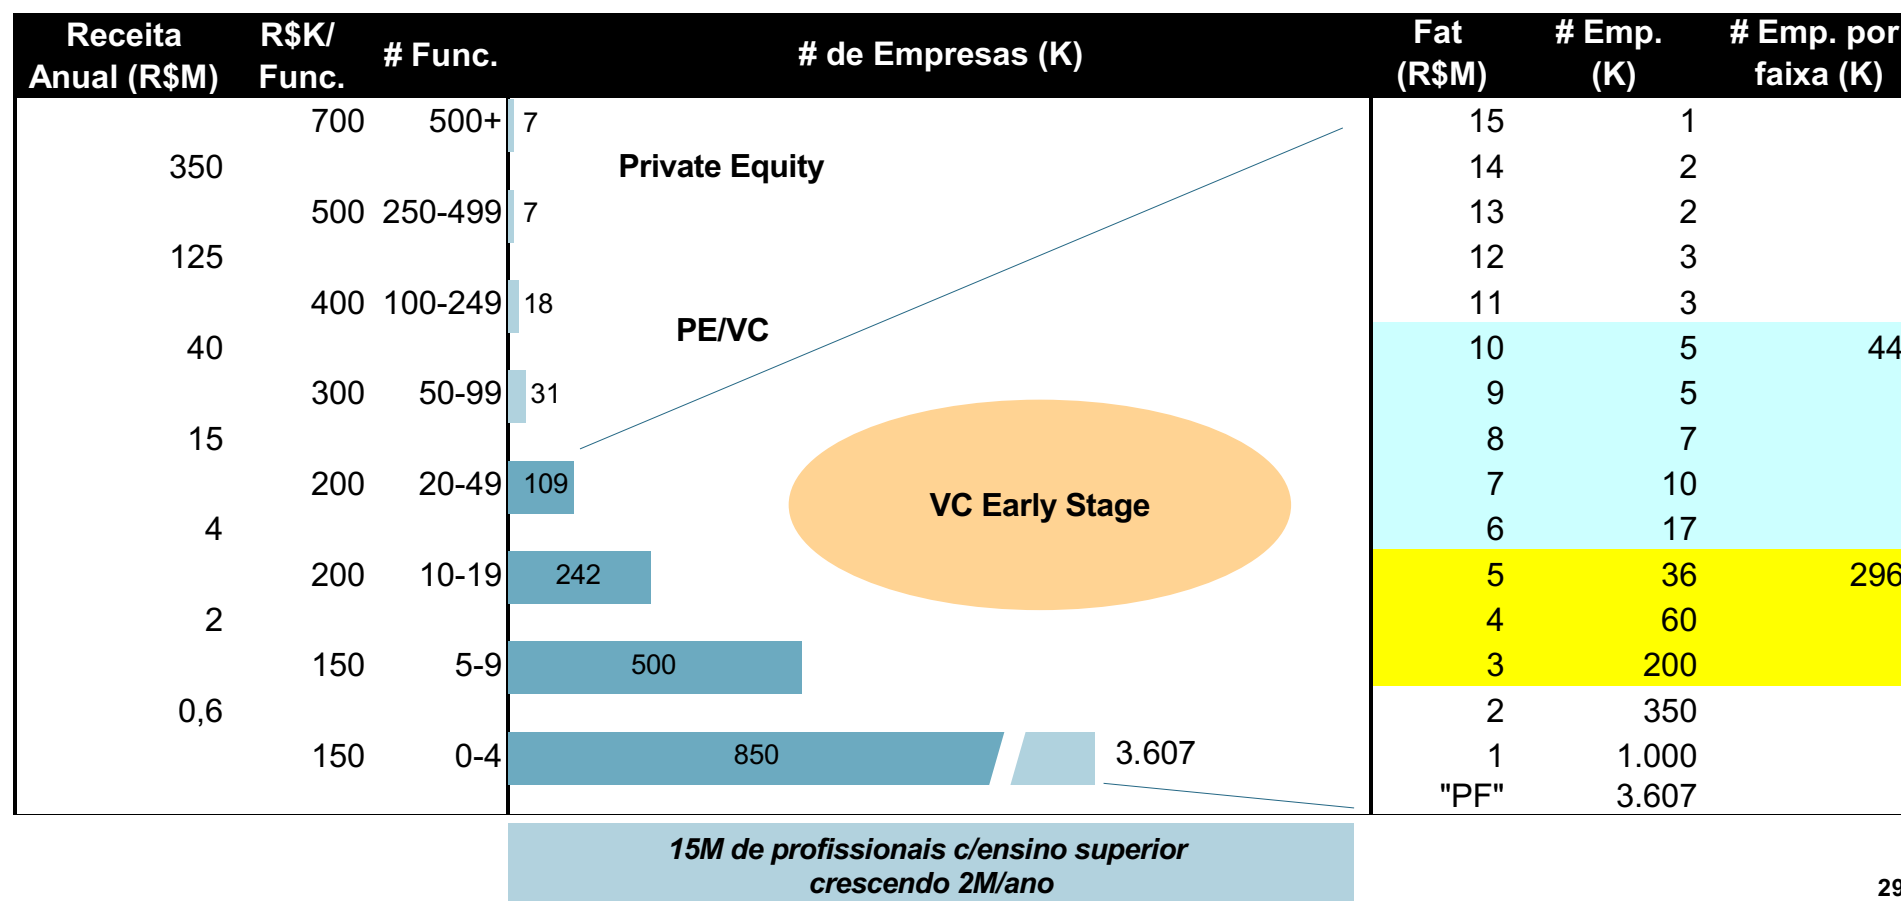 Receita Anual (R$M) R$K/ Func. # Func. # de Empresas (K) Fat (R$M) # Emp. (K) # Emp. por faixa (K)
700 500+ 7 15 1
350 Private Equity 14 2
500 250-499 7 13 2
125 12 3
400 100-249 18 11 3
PE/VC
40 10 5 44
300 50-99 31 9 5
15 8 7
200 20-49 109 7 10
VC Early Stage
4 6 17
200 10-19 242 5 36 296
2 4 60
150 5-9 500 3 200
0,6 2 350
150 0-4 850 3.607 1 1.000
"PF" 3.607
15M de profissionais c/ensino superior
crescendo 2M/ano
29